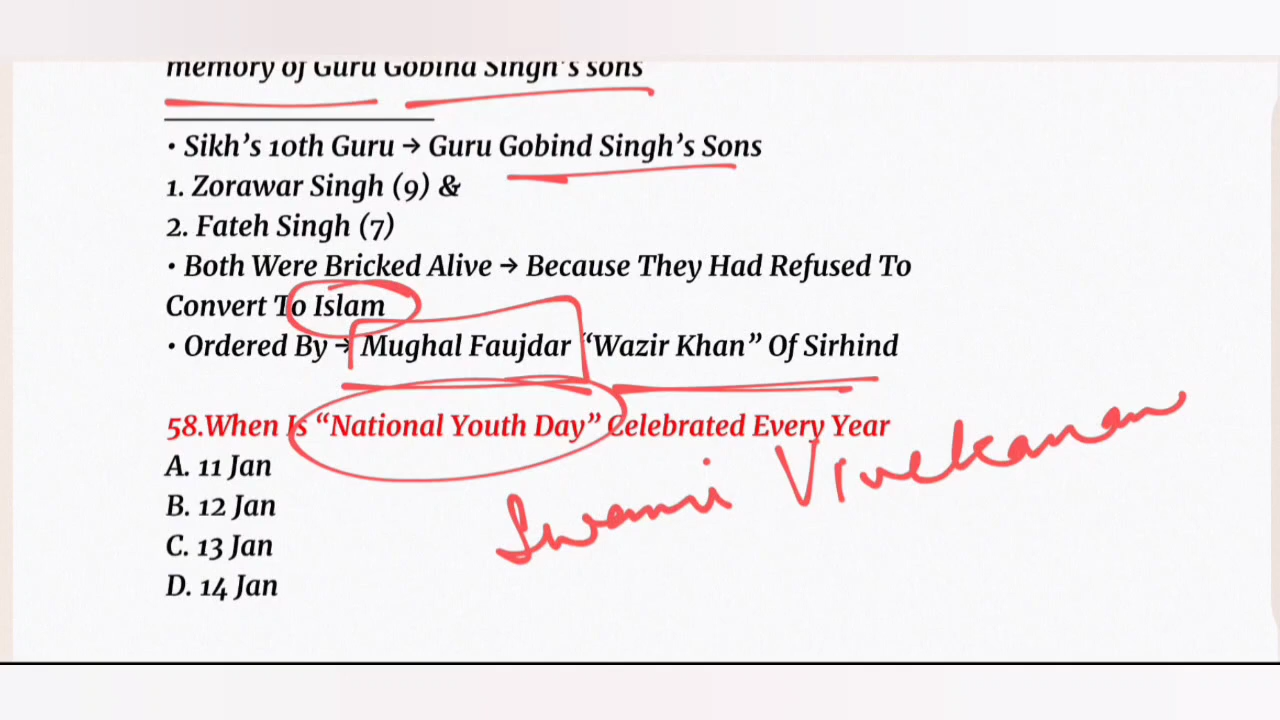 memory of Guru Gobind Singh's sons
• Sikh's 10th Guru → Guru Gobind Singh's Sons
1. Zorawar Singh (9) &
2. Fateh Singh (7)
• Both Were Bricked Alive → Because They Had Refused To
Convert To Islam
• Ordered By → Mughal Faujdar “Wazir Khan” Of Sirhind
58.When Is “National Youth Day” Celebrated Every Year
A. 11 Jan
B. 12 Jan
C. 13 Jan
D. 14 Jan
Swami Vivekanan